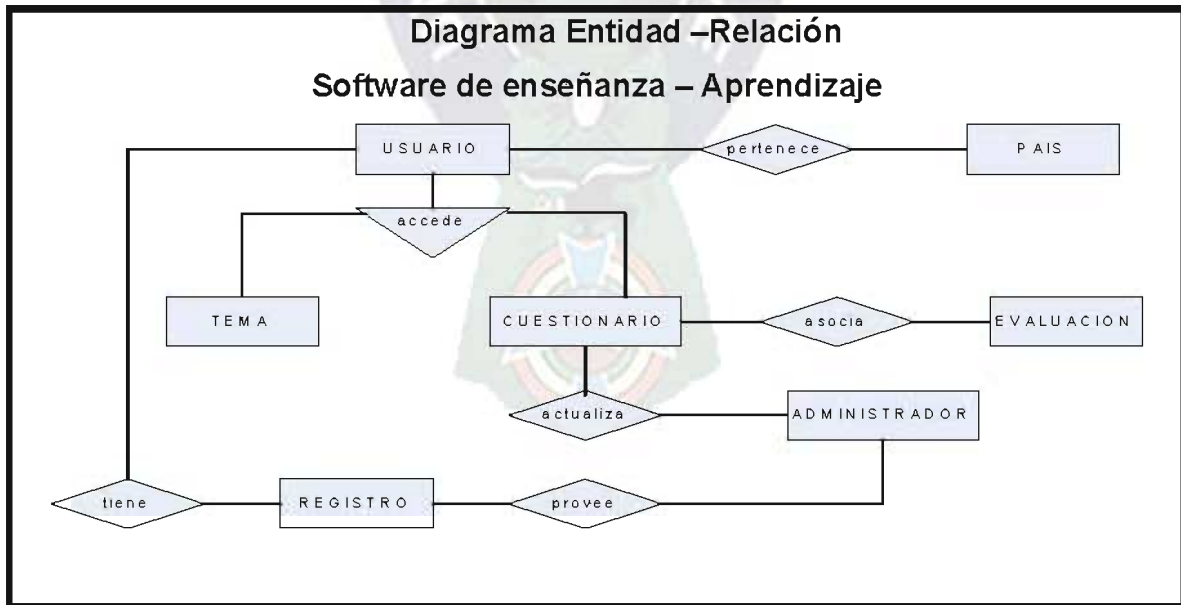 Diagrama Entidad –Relación
Software de enseñanza – Aprendizaje
USUARIO
pertenece
PAIS
accede
TEMA
CUESTIONARIO
asocia
EVALUACION
actualiza
ADMINISTRADOR
tiene
REGISTRO
provee